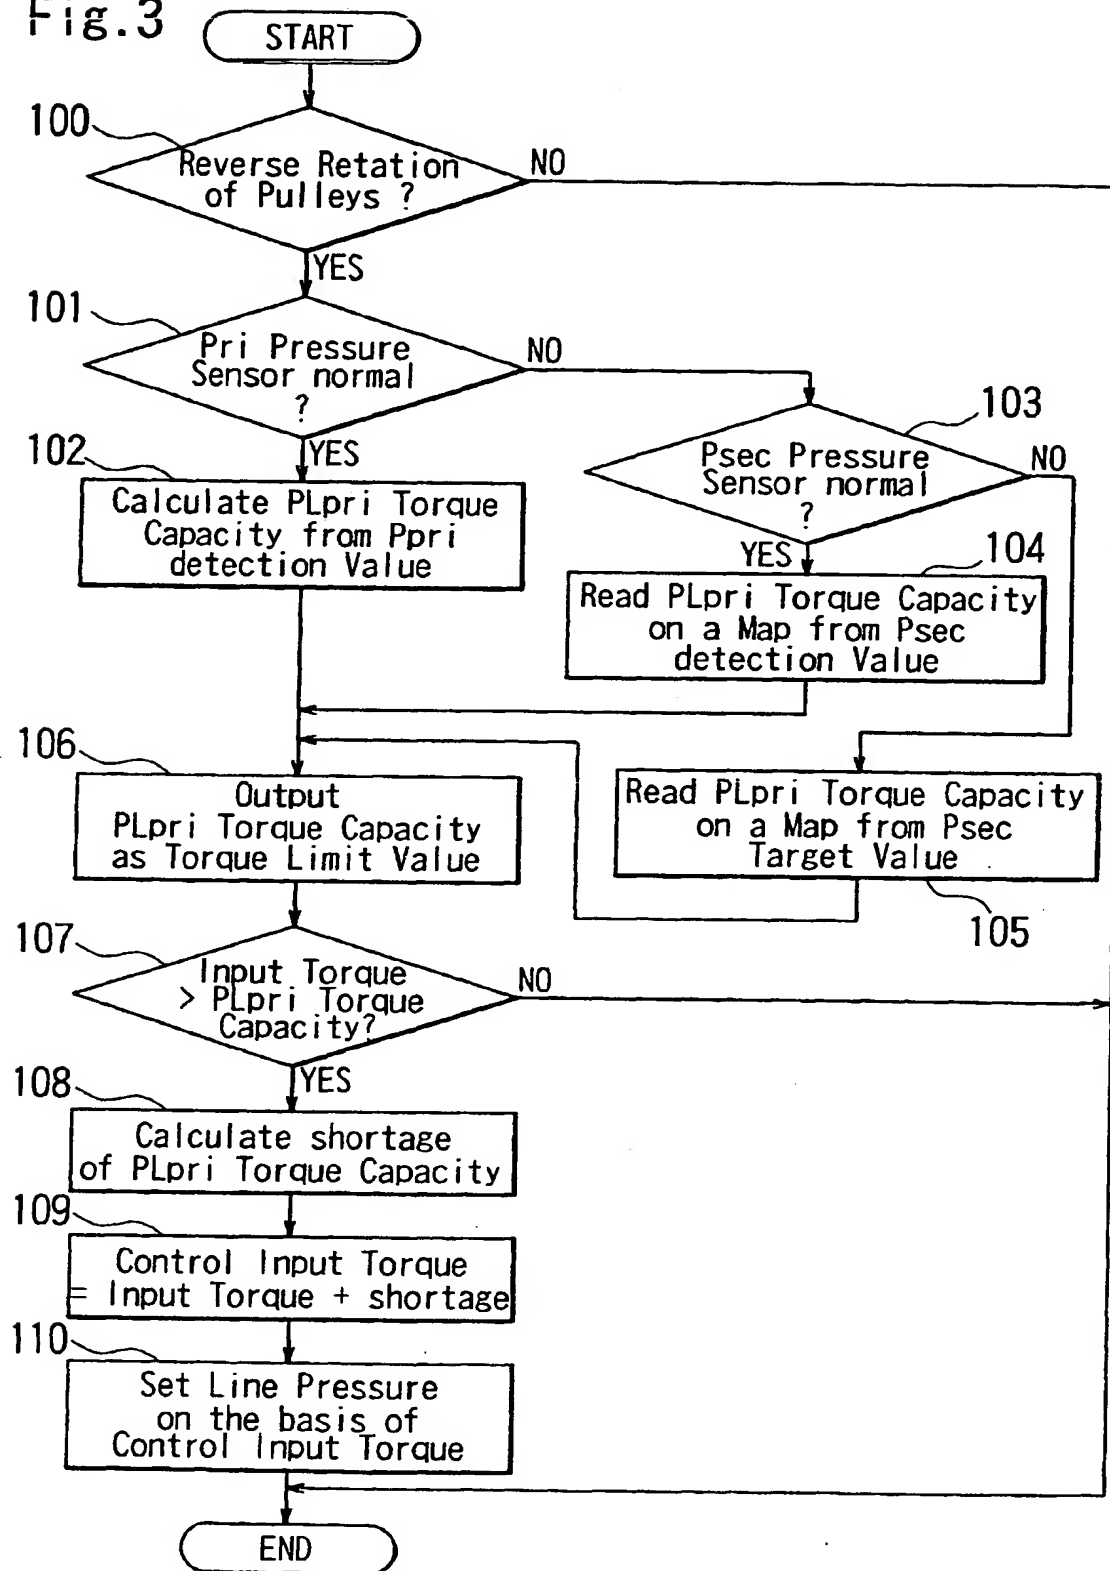 Fig.3
START
100
Reverse Retation
of Pulleys ?
NO
YES
101
Pri Pressure
Sensor normal
?
NO
YES
103
Psec Pressure
Sensor normal
?
NO
YES
102
Calculate PLpri Torque
Capacity from Ppri
detection Value
104
Read PLpri Torque Capacity
on a Map from Psec
detection Value
106
Output
PLpri Torque Capacity
as Torque Limit Value
Read PLpri Torque Capacity
on a Map from Psec
Target Value
105
107
Input Torque
> PLpri Torque
Capacity?
NO
YES
108
Calculate shortage
of PLpri Torque Capacity
109
Control Input Torque
= Input Torque + shortage
110
Set Line Pressure
on the basis of
Control Input Torque
END